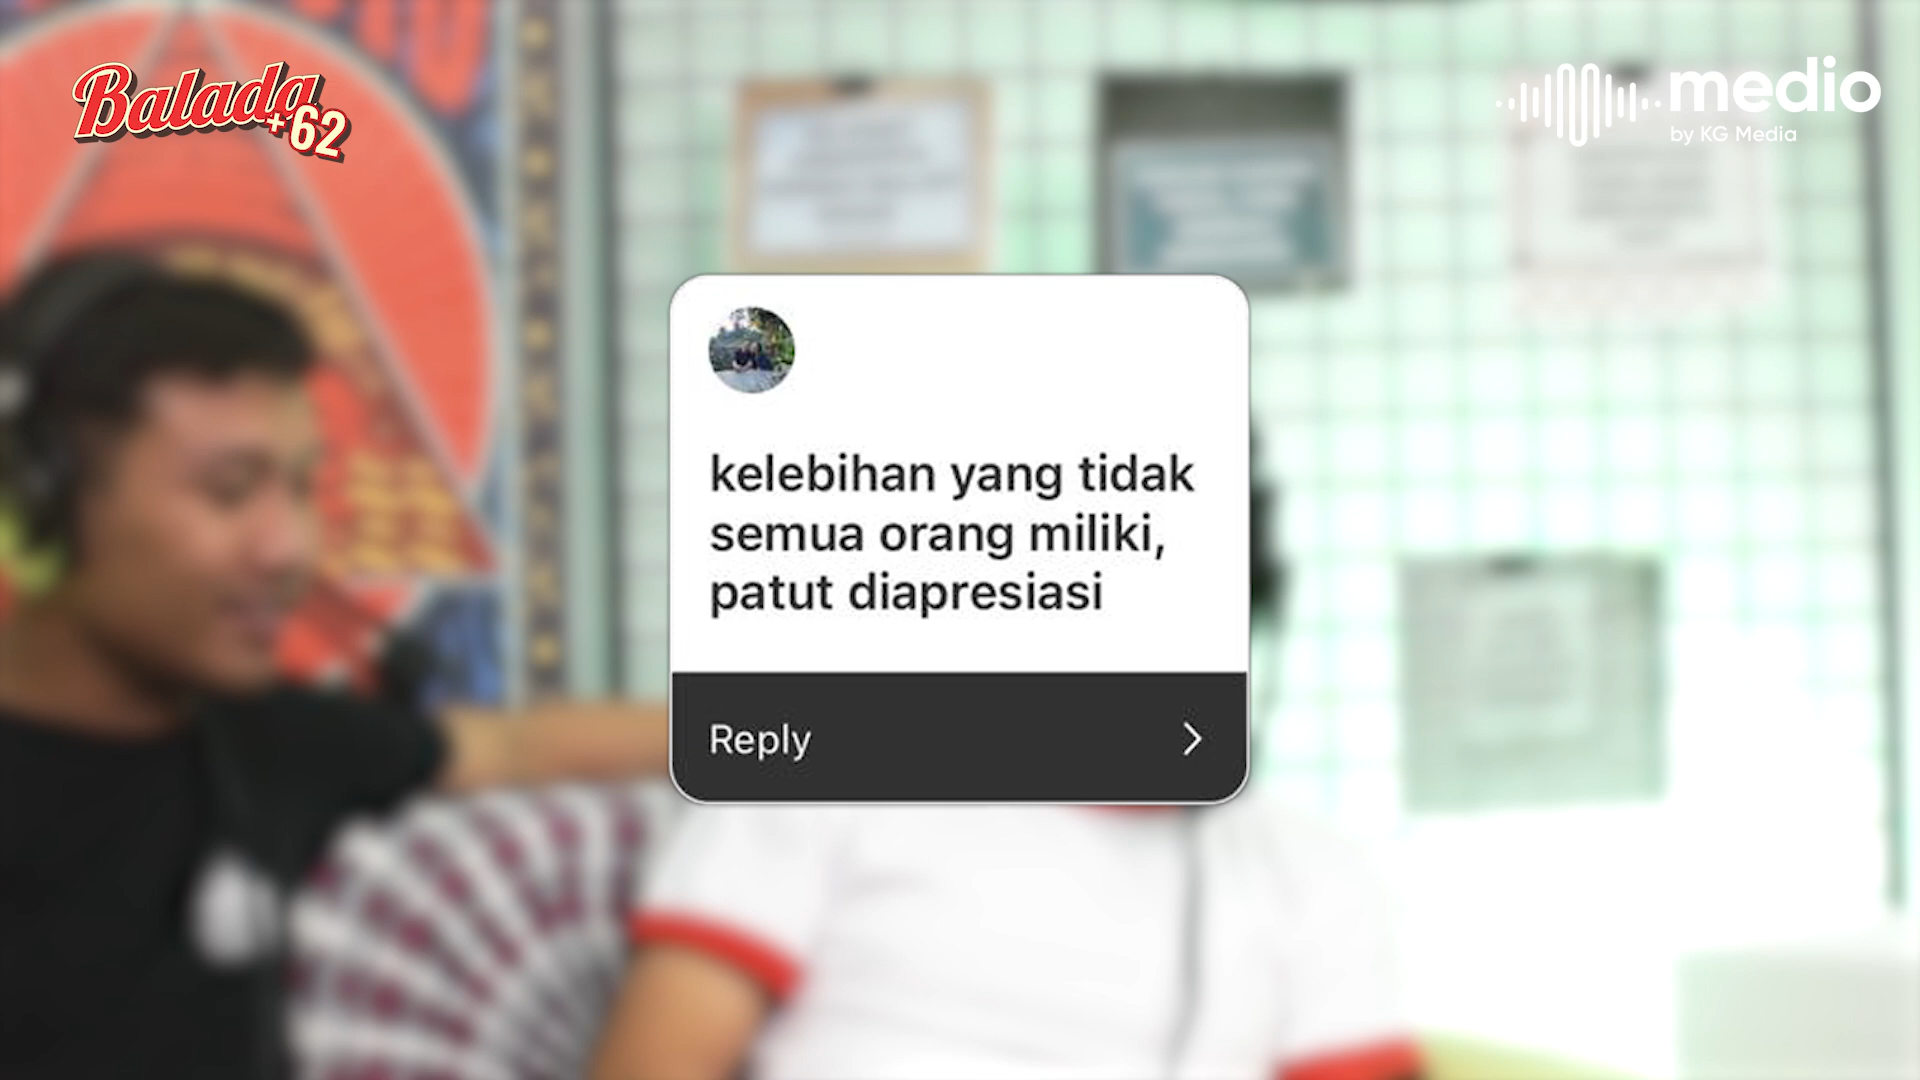 Balada
+62
medio
by KG Media
kelebihan yang tidak
semua orang miliki,
patut diapresiasi
Reply